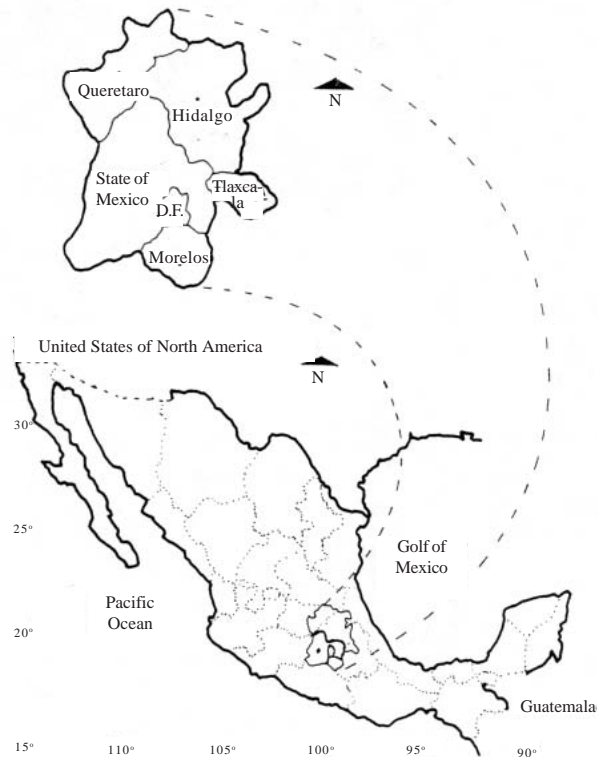 Queretaro
N
Hidalgo
State of
Mexico
Tlaxca-
la
D.F.
Morelos
United States of North America
N
30°
25°
Golf of
Mexico
Pacific
Ocean
20°
Guatemala
15°
110°
105°
100°
95°
90°